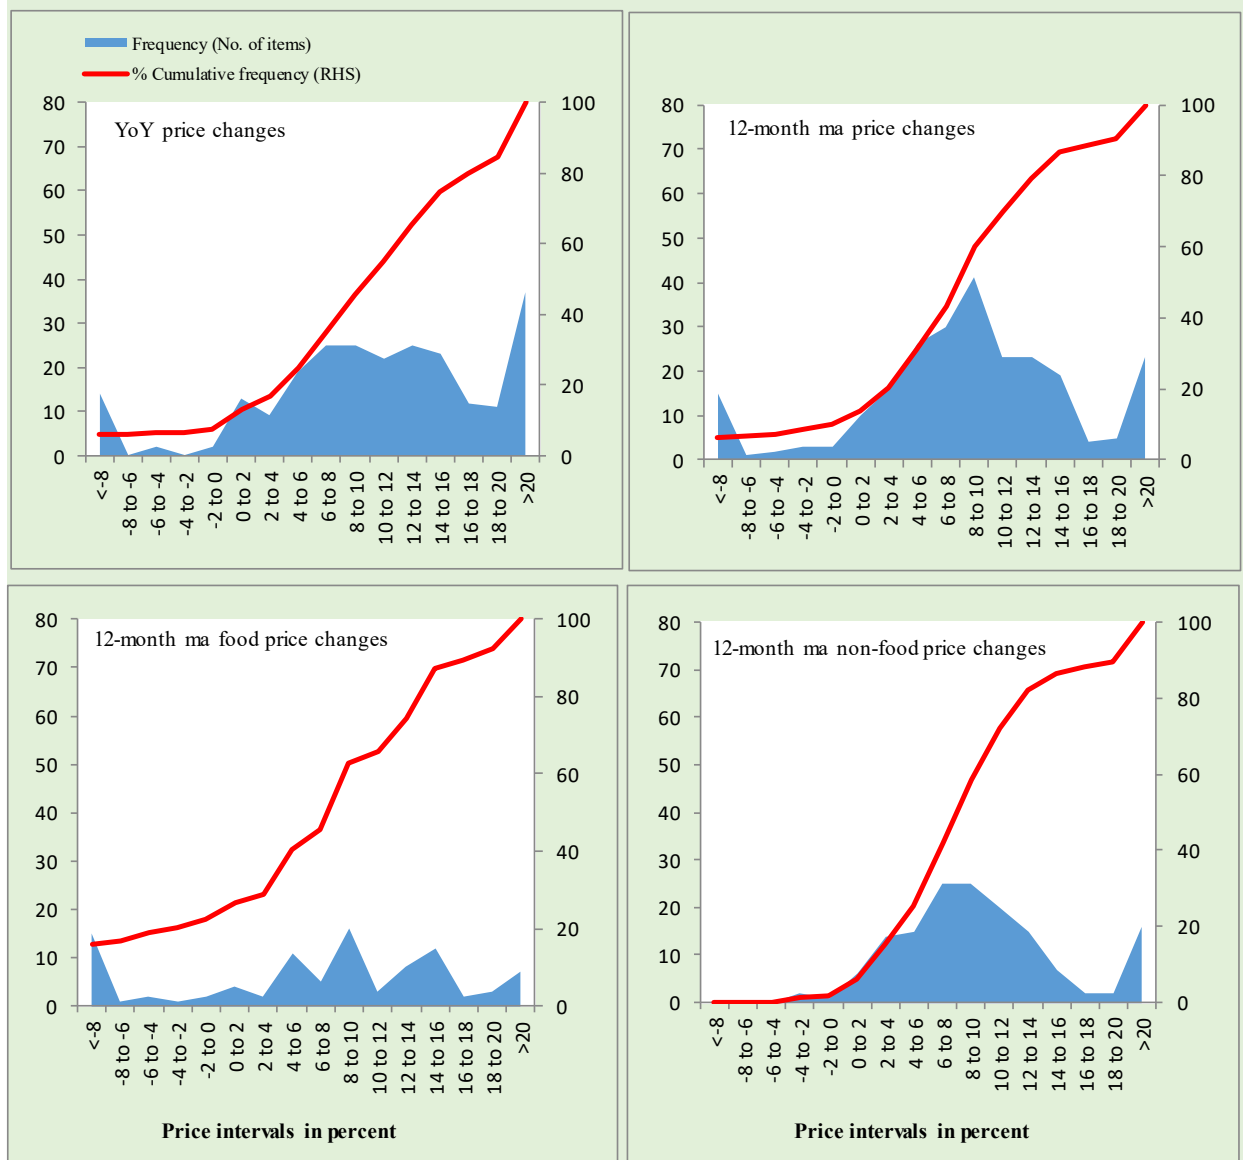 Frequency (No. of items)
% Cumulative frequency (RHS)
YoY price changes
80
70
60
50
40
30
20
10
0
100
80
60
40
20
0
<-8
-8 to -6
-6 to -4
-4 to -2
-2 to 0
0 to 2
2 to 4
4 to 6
6 to 8
8 to 10
10 to 12
12 to 14
14 to 16
16 to 18
18 to 20
>20
12-month ma price changes
80
70
60
50
40
30
20
10
0
100
80
60
40
20
0
<-8
-8 to -6
-6 to -4
-4 to -2
-2 to 0
0 to 2
2 to 4
4 to 6
6 to 8
8 to 10
10 to 12
12 to 14
14 to 16
16 to 18
18 to 20
>20
12-month ma food price changes
80
70
60
50
40
30
20
10
0
100
80
60
40
20
0
<-8
-8 to -6
-6 to -4
-4 to -2
-2 to 0
0 to 2
2 to 4
4 to 6
6 to 8
8 to 10
10 to 12
12 to 14
14 to 16
16 to 18
18 to 20
>20
Price intervals in percent
12-month ma non-food price changes
80
70
60
50
40
30
20
10
0
100
80
60
40
20
0
<-8
-8 to -6
-6 to -4
-4 to -2
-2 to 0
0 to 2
2 to 4
4 to 6
6 to 8
8 to 10
10 to 12
12 to 14
14 to 16
16 to 18
18 to 20
>20
Price intervals in percent